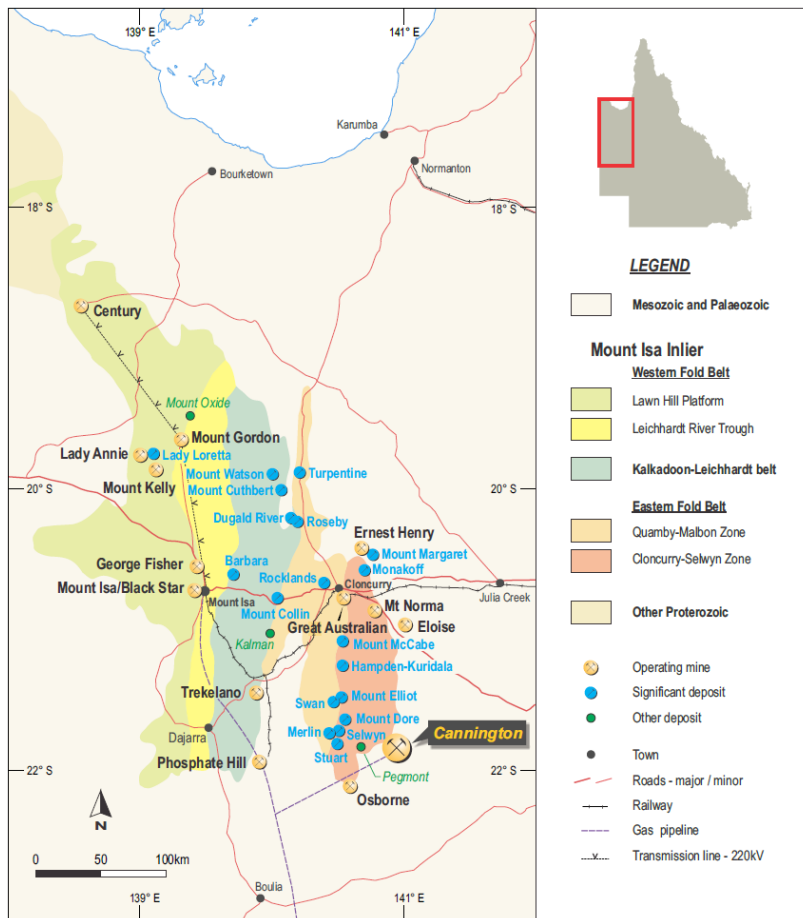 139° E
141° E
Karumba
Normanton
Bourketown
18° S
18° S
Century
Mount Oxide
Mount Gordon
Lady Annie
Lady Loretta
Mount Kelly
Mount Watson
Turpentine
Mount Cuthbert
20° S
20° S
Dugald River
Roseby
Ernest Henry
Mount Margaret
George Fisher
Barbara
Monakoff
Rocklands
Cloncurry
Mount Isa/Black Star
Mount Isa
Julia Creek
Mount Collin
Mt Norma
Great Australian
Eloise
Kalman
Mount McCabe
Hampden-Kuridala
Trekelano
Mount Elliot
Swan
Mount Dore
Dajarra
Merlin
Selwyn
Cannington
Stuart
Phosphate Hill
Pegmont
22° S
22° S
Osborne
N
0 50 100km
Boulia
139° E
141° E
LEGEND
Mesozoic and Palaeozoic
Mount Isa Inlier
Western Fold Belt
Lawn Hill Platform
Leichhardt River Trough
Kalkadoon-Leichhardt belt
Eastern Fold Belt
Quamby-Malbon Zone
Cloncurry-Selwyn Zone
Other Proterozoic
Operating mine
Significant deposit
Other deposit
Town
Roads - major / minor
Railway
Gas pipeline
Transmission line - 220kV